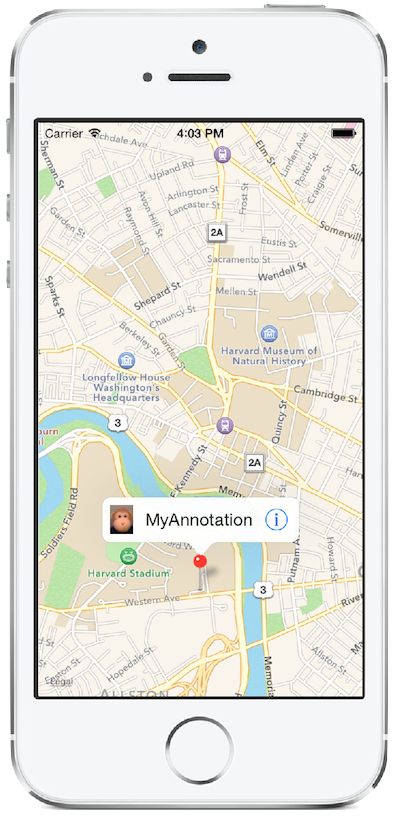 Carrier
4:03 PM
Sherman St
Upland Rd
Elm St
Linden Ave
Porter St
Craigie St
Arlington St
Lancaster St
Frost St
Avon Hill St
Raymond St
Garden St
2A
Eustis St
Somerville
Sacramento St
Wendell St
Shepard St
Mellen St
Sparks St
Chauncy St
Berkeley St
Garden St
Harvard Museum of
Natural History
Longfellow House
Washington's
Headquarters
Cambridge St
3
Quincy St
2A
F Kennedy St
Mem
Soldiers Field Rd
MyAnnotation
Harvard Stadium
Putnam A
Howard St
3
Western Ave
River
Hopedale St
Allston St
Legal
ALLSTON
Memorial